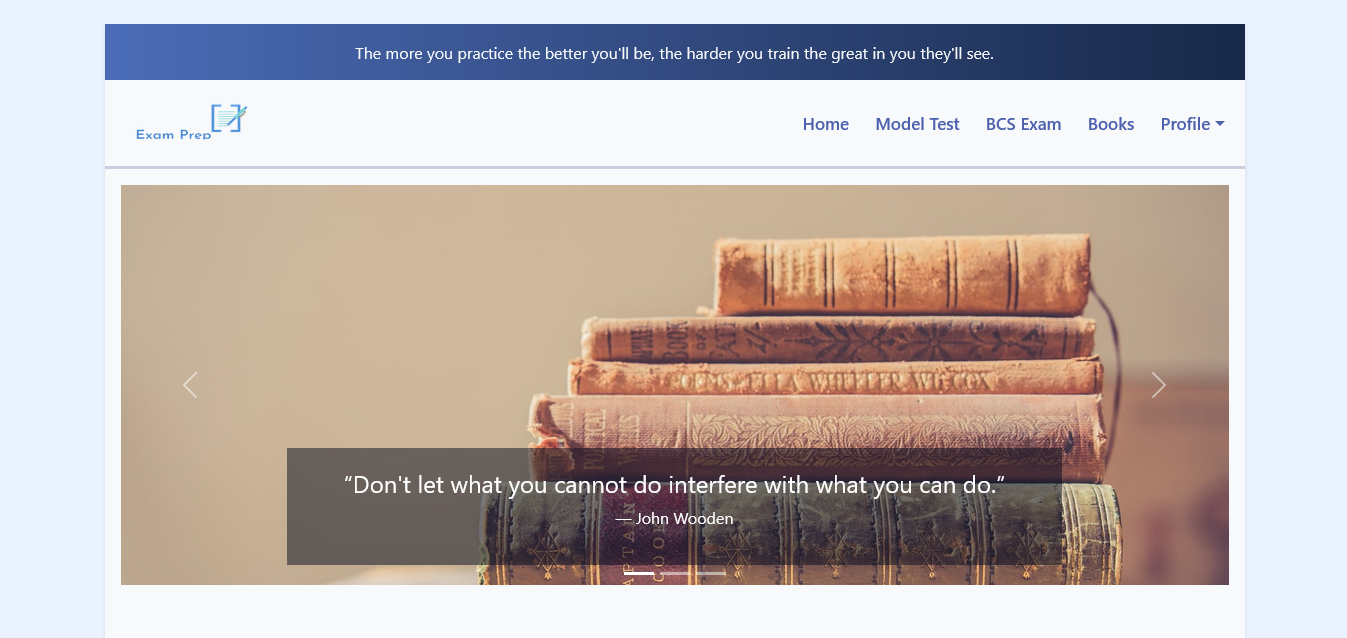 The more you practice the better you'll be, the harder you train the great in you they'll see.
Exam Prep
Home Model Test BCS Exam Books Profile
WHEELER WILCOX
“Don't let what you cannot do interfere with what you can do.”
— John Wooden